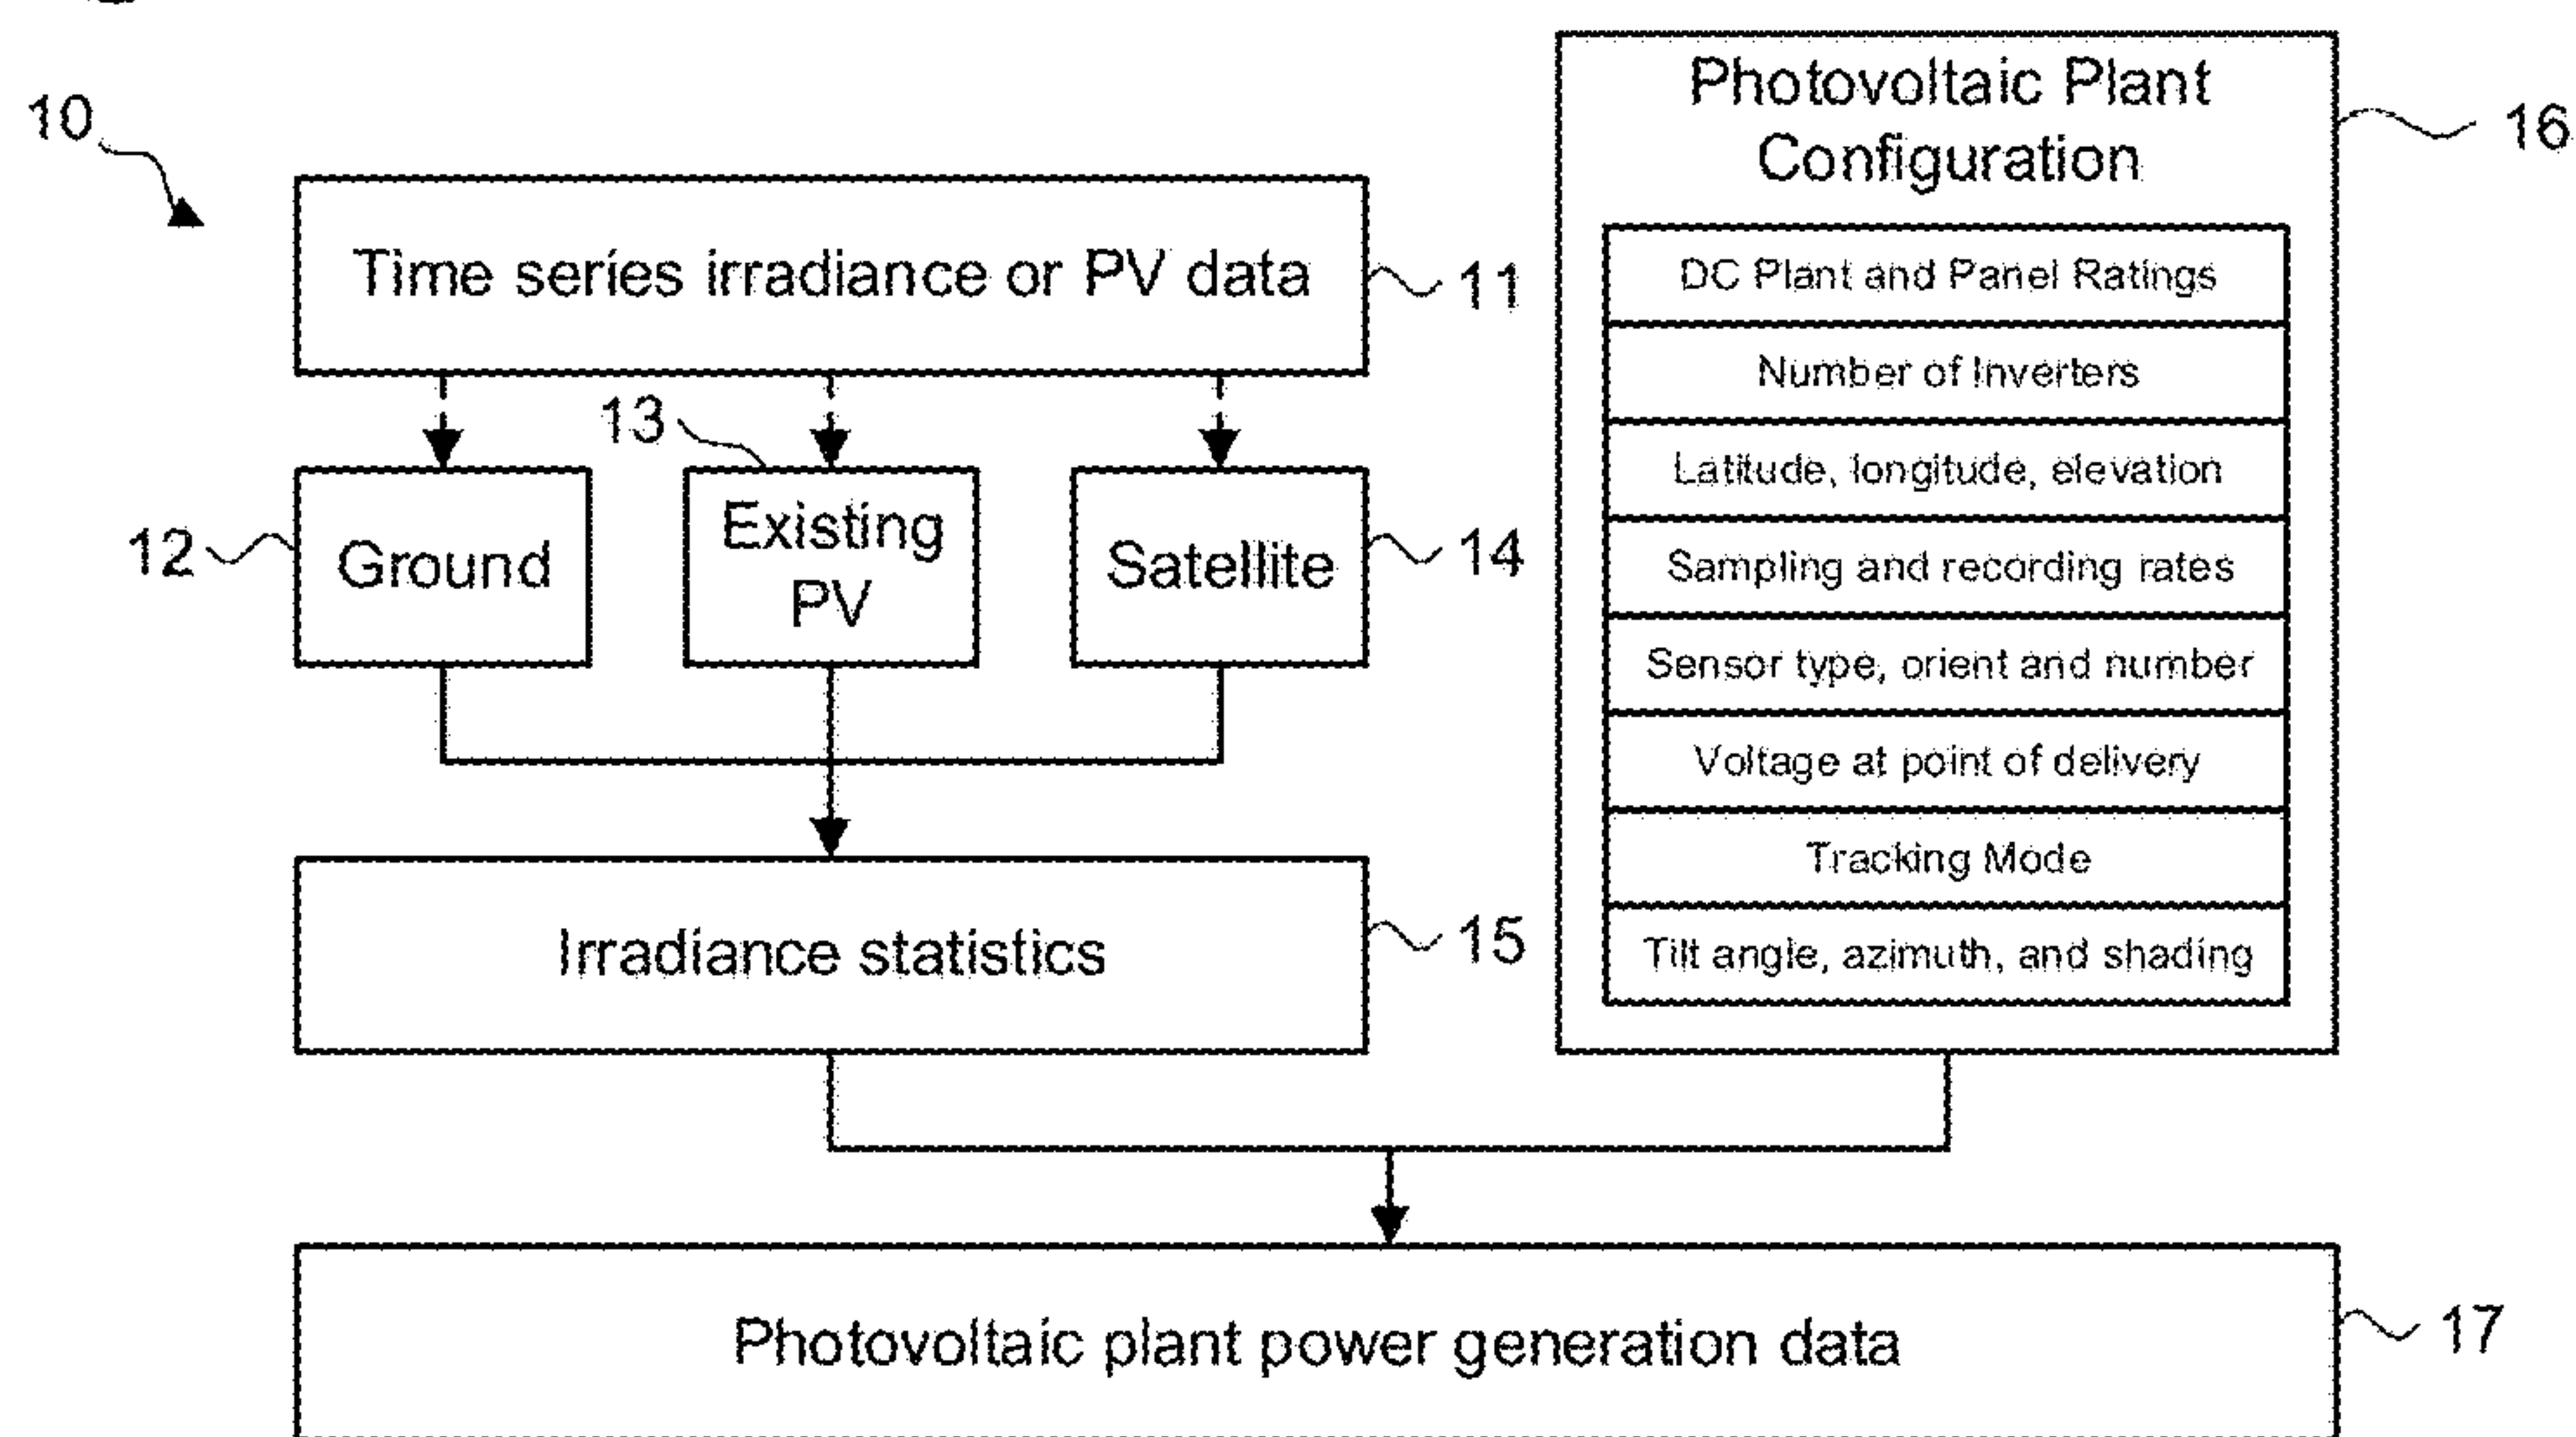 10
Time series irradiance or PV data
11
12
Ground
13
Existing
PV
Satellite
14
Irradiance statistics
15
Photovoltaic Plant
Configuration
16
DC Plant and Panel Ratings
Number of Inverters
Latitude, longitude, elevation
Sampling and recording rates
Sensor type, orient and number
Voltage at point of delivery
Tracking Mode
Tilt angle, azimuth, and shading
Photovoltaic plant power generation data
17